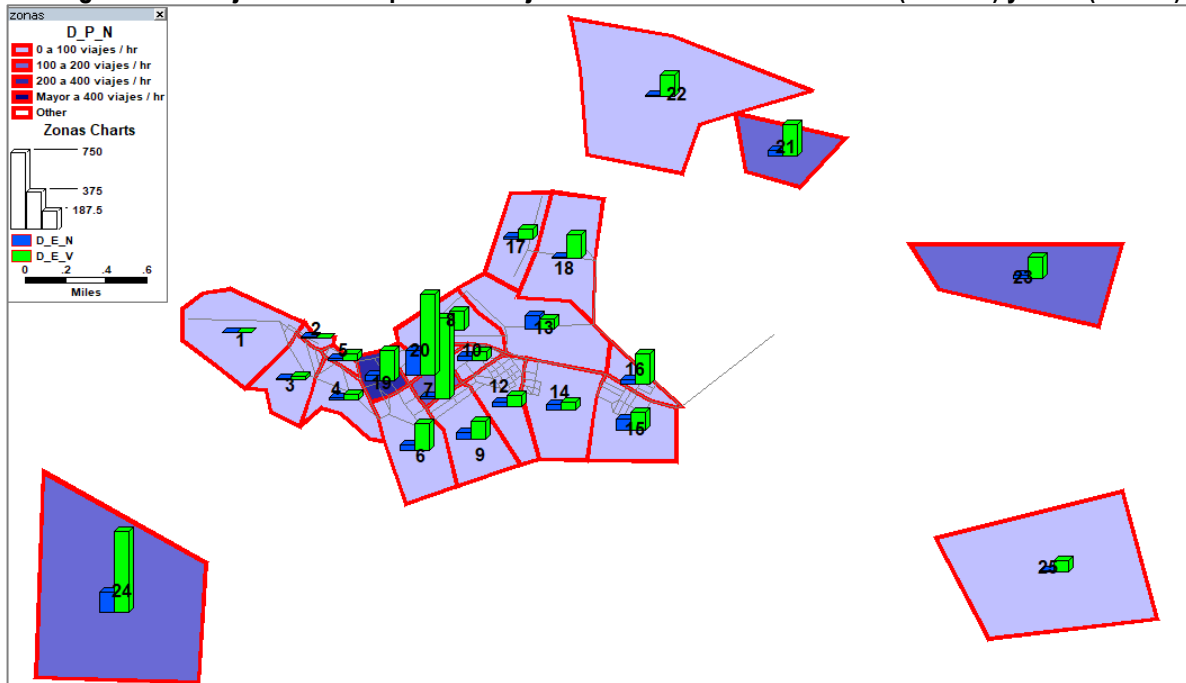 zonas x
D_P_N
0 a 100 viajes / hr
100 a 200 viajes / hr
200 a 400 viajes / hr
Mayor a 400 viajes / hr
Other
Zonas Charts
750
375
187.5
D_E_N
D_E_V
0 .2 .4 .6
Miles
22
21
17
18
23
1
2
5
3
4
19
20
8
7
10
13
12
14
16
15
6
9
24
25